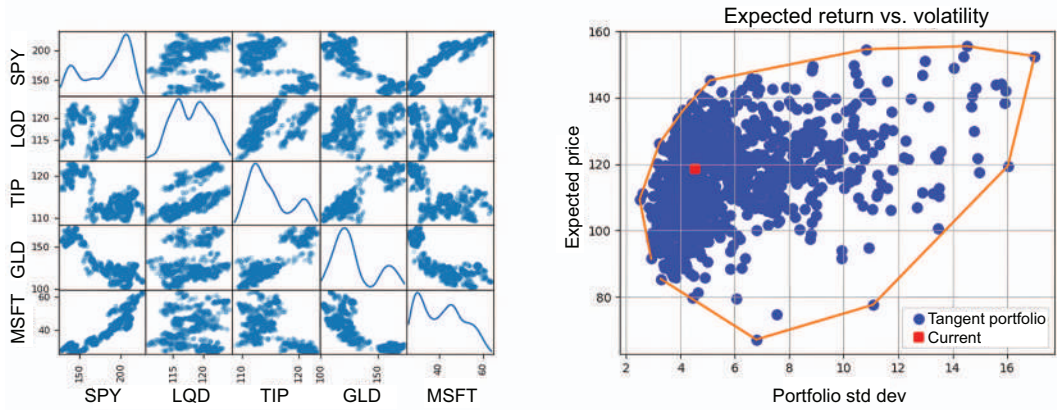 SPY
200
150
LQD
120
115
TIP
120
110
GLD
150
100
MSFT
60
40
150
200
115
120
110
120
100
150
40
60
SPY
LQD
TIP
GLD
MSFT
Expected return vs. volatility
160
140
120
100
80
Expected price
2
4
6
8
10
12
14
16
Portfolio std dev
Tangent portfolio
Current